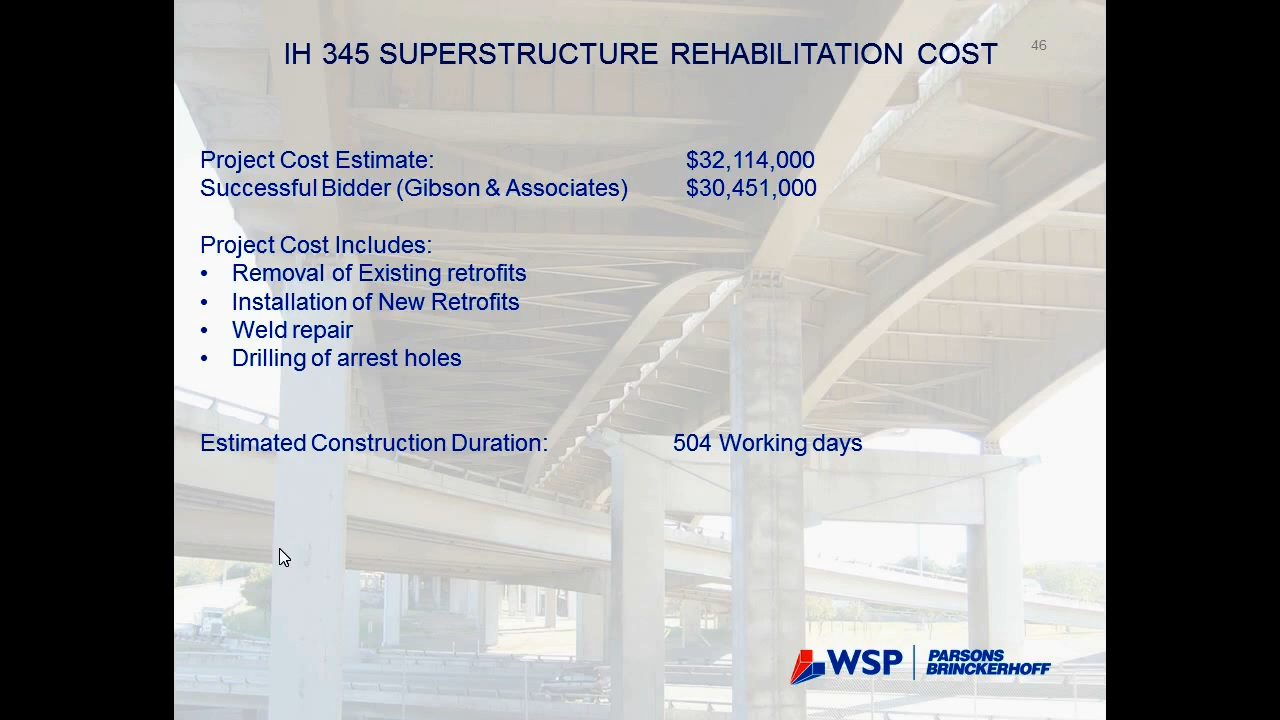 IH 345 SUPERSTRUCTURE REHABILITATION COST
46
Project Cost Estimate: $32,114,000
Successful Bidder (Gibson & Associates) $30,451,000
Project Cost Includes:
• Removal of Existing retrofits
• Installation of New Retrofits
• Weld repair
• Drilling of arrest holes
Estimated Construction Duration: 504 Working days
WSP | PARSONS
BRINCKERHOFF